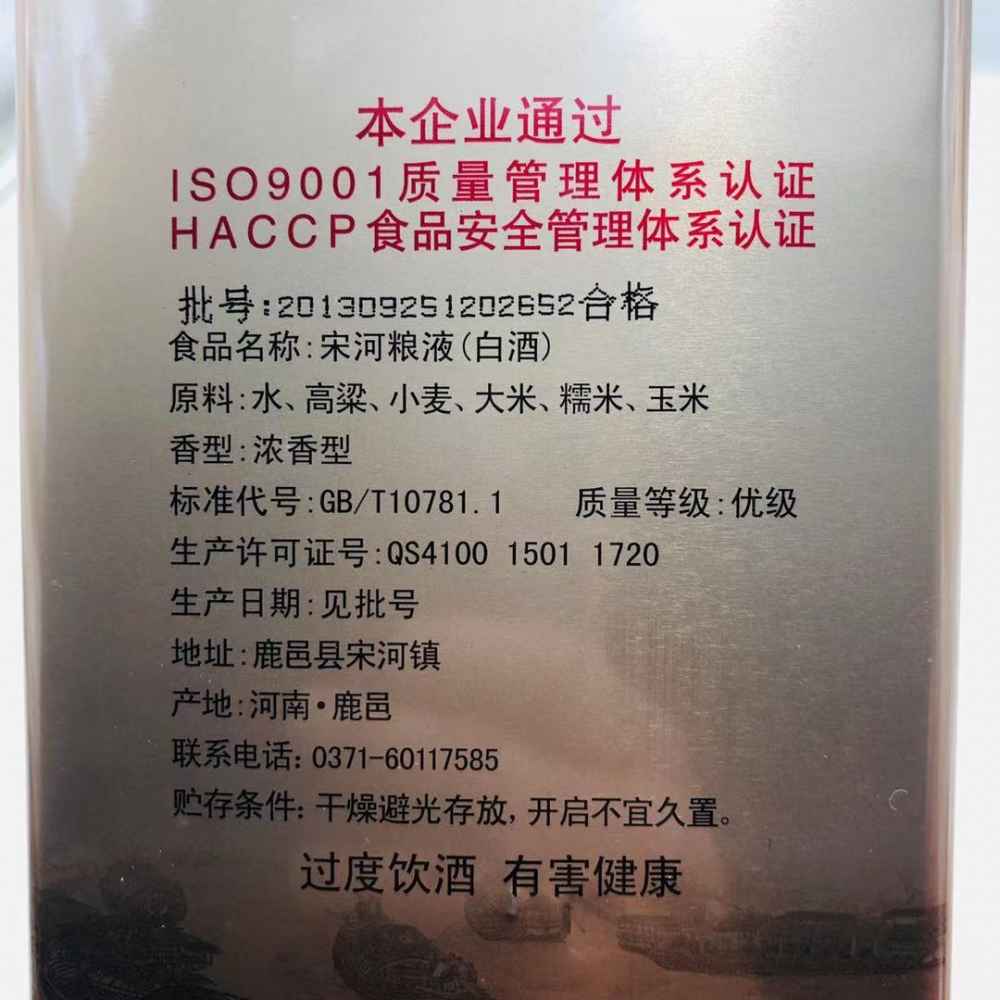 本企业通过
ISO9001质量管理体系认证
HACCP食品安全管理体系认证
批号:201309251202652合格
食品名称:宋河粮液(白酒)
原料:水、高粱、小麦、大米、糯米、玉米
香型:浓香型
标准代号:GB/T10781.1 质量等级:优级
生产许可证号:QS4100 1501 1720
生产日期:见批号
地址:鹿邑县宋河镇
产地:河南·鹿邑
联系电话: 0371-60117585
贮存条件: 干燥避光存放, 开启不宜久置。
过度饮酒 有害健康